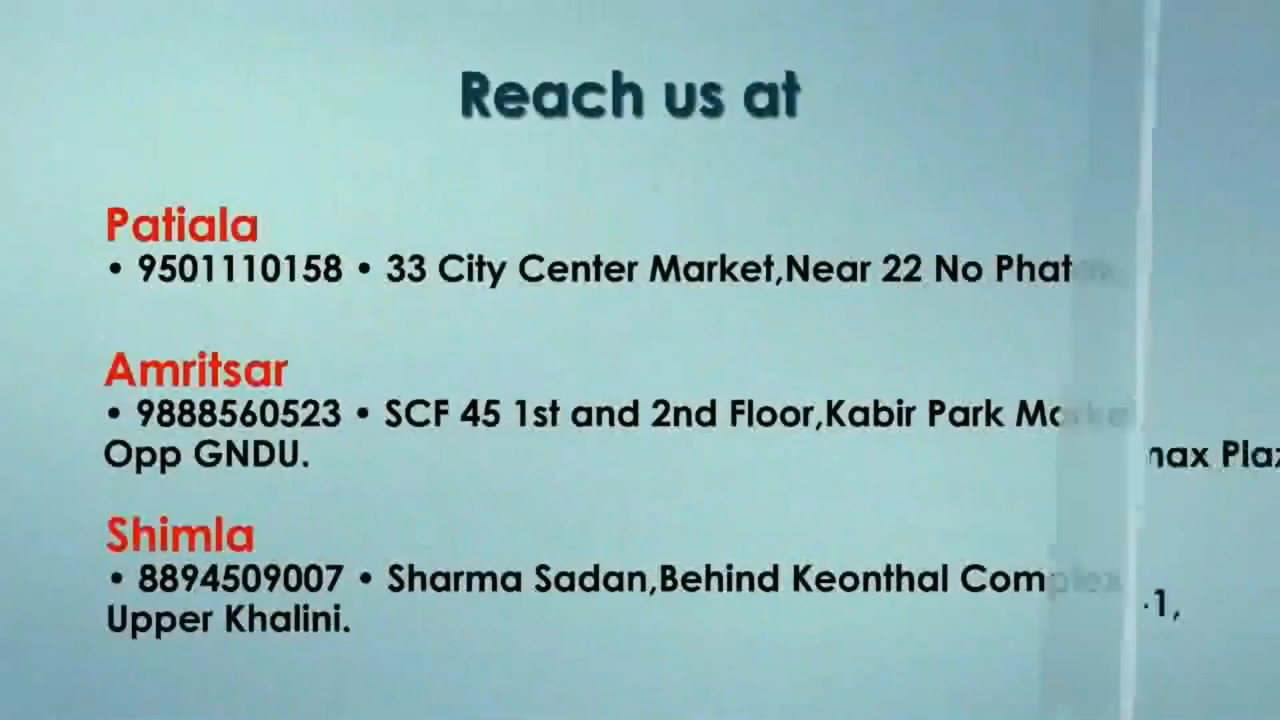 Reach us at
Patiala
• 9501110158 • 33 City Center Market,Near 22 No
Amritsar
• 9888560523 • SCF 45 1st and 2nd Floor,Kabir Park
Opp GNDU.
Shimla
• 8894509007 • Sharma Sadan,Behind Keonthal Complex
Upper Khalini.